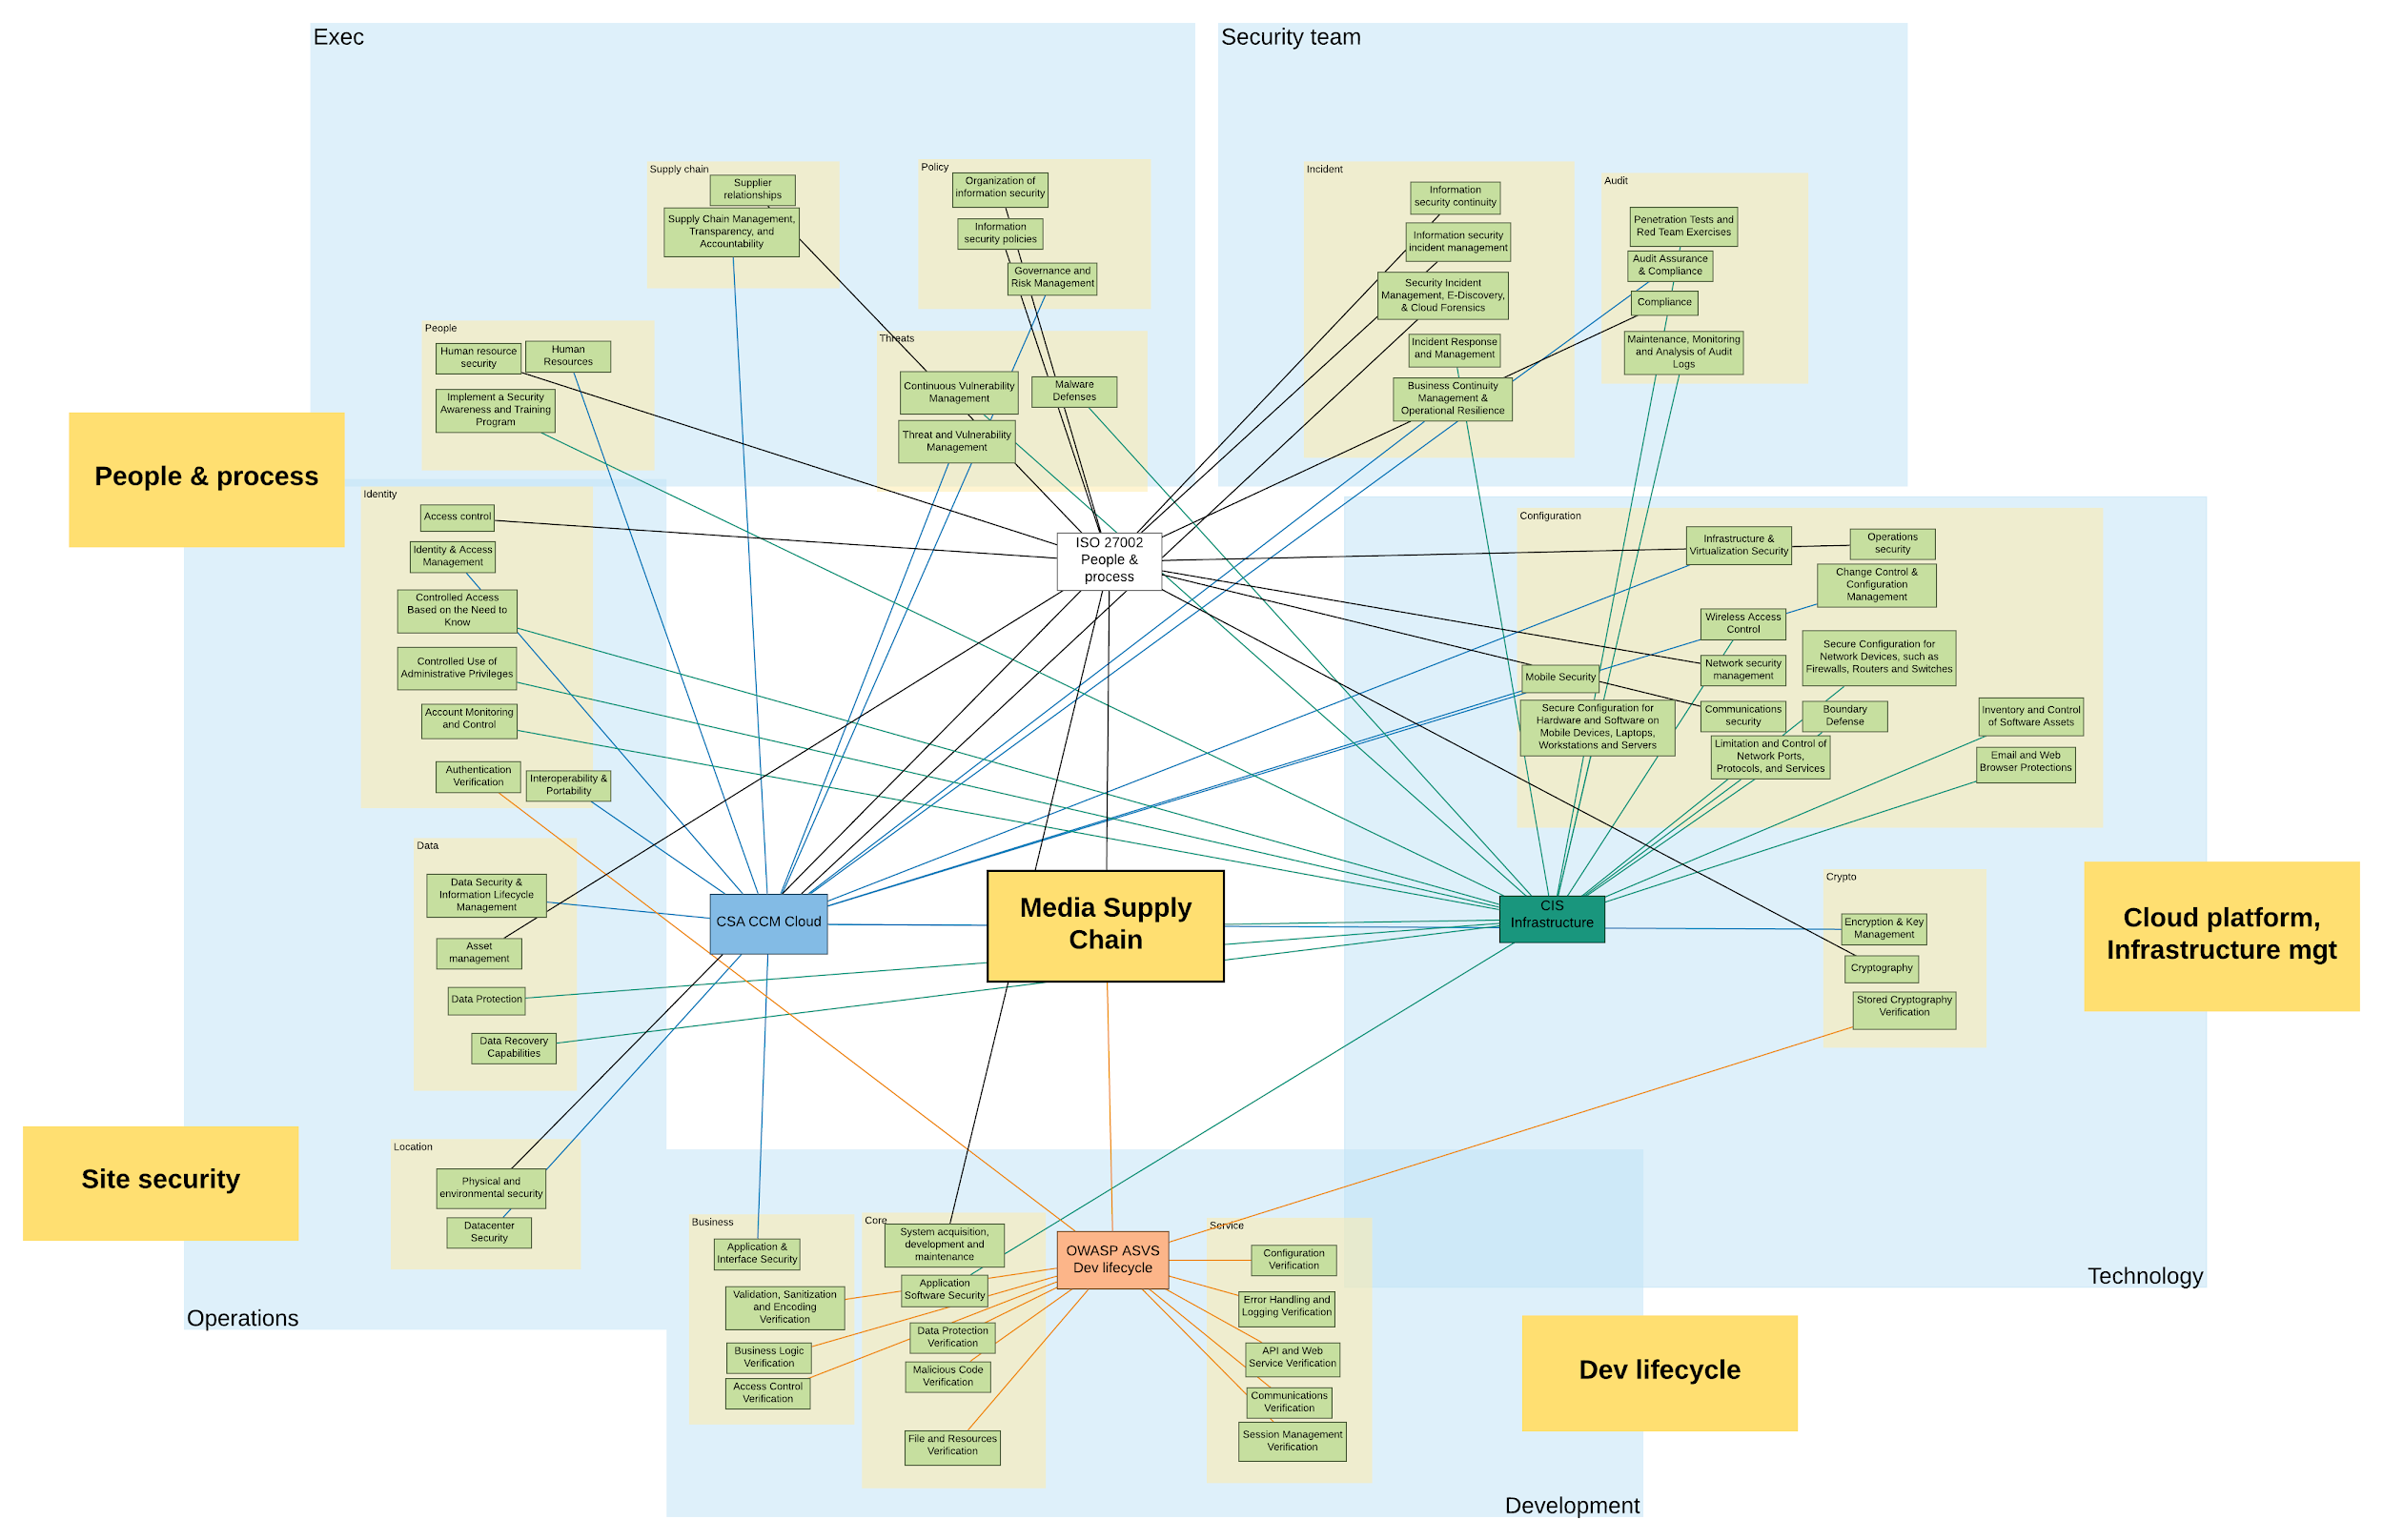 Exec
Security team
Supply chain
Supplier
relationships
Supply Chain Management,
Transparency, and
Accountability
Policy
Organization of
information security
Information
security policies
Governance and
Risk Management
Incident
Information
security continuity
Information security
incident management
Security Incident
Management, E-Discovery,
& Cloud Forensics
Incident Response
and Management
Business Continuity
Management &
Operational Resilience
Audit
Penetration Tests and
Red Team Exercises
Audit Assurance
& Compliance
Compliance
Maintenance, Monitoring
and Analysis of Audit
Logs
People
Human resource
security
Human
Resources
Implement a Security
Awareness and Training
Program
Threats
Continuous Vulnerability
Management
Malware
Defenses
Threat and Vulnerability
Management
People & process
Identity
Access control
Identity & Access
Management
Controlled Access
Based on the Need to
Know
Controlled Use of
Administrative Privileges
Account Monitoring
and Control
Authentication
Verification
Interoperability &
Portability
ISO 27002
People &
process
Configuration
Infrastructure &
Virtualization Security
Operations
security
Change Control &
Configuration
Management
Wireless Access
Control
Secure Configuration for
Network Devices, such as
Firewalls, Routers and Switches
Network security
management
Mobile Security
Secure Configuration for
Hardware and Software on
Mobile Devices, Laptops,
Workstations and Servers
Communications
security
Boundary
Defense
Limitation and Control of
Network Ports,
Protocols, and Services
Inventory and Control
of Software Assets
Email and Web
Browser Protections
Data
Data Security &
Information Lifecycle
Management
Asset
management
Data Protection
Data Recovery
Capabilities
CSA CCM Cloud
Media Supply
Chain
CIS
Infrastructure
Crypto
Encryption & Key
Management
Cryptography
Stored Cryptography
Verification
Cloud platform,
Infrastructure mgt
Site security
Location
Physical and
environmental security
Datacenter
Security
Operations
Business
Application &
Interface Security
Validation, Sanitization
and Encoding
Verification
Business Logic
Verification
Access Control
Verification
Core
System acquisition,
development and
maintenance
Application
Software Security
Data Protection
Verification
Malicious Code
Verification
File and Resources
Verification
OWASP ASVS
Dev lifecycle
Service
Configuration
Verification
Error Handling and
Logging Verification
API and Web
Service Verification
Communications
Verification
Session Management
Verification
Technology
Dev lifecycle
Development